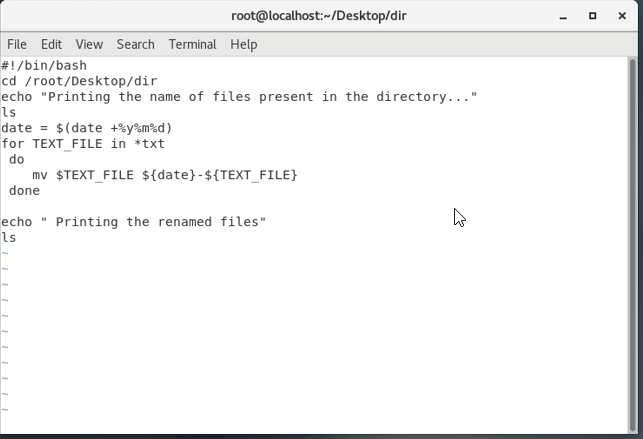 root@localhost:~/Desktop/dir
File Edit View Search Terminal Help
#!/bin/bash
cd /root/Desktop/dir
echo "Printing the name of files present in the directory..."
ls
date = $(date +%y%m%d)
for TEXT_FILE in *txt
 do
    mv $TEXT_FILE ${date}-${TEXT_FILE}
 done

echo " Printing the renamed files"
ls
~
~
~
~
~
~
~
~
~
~
~